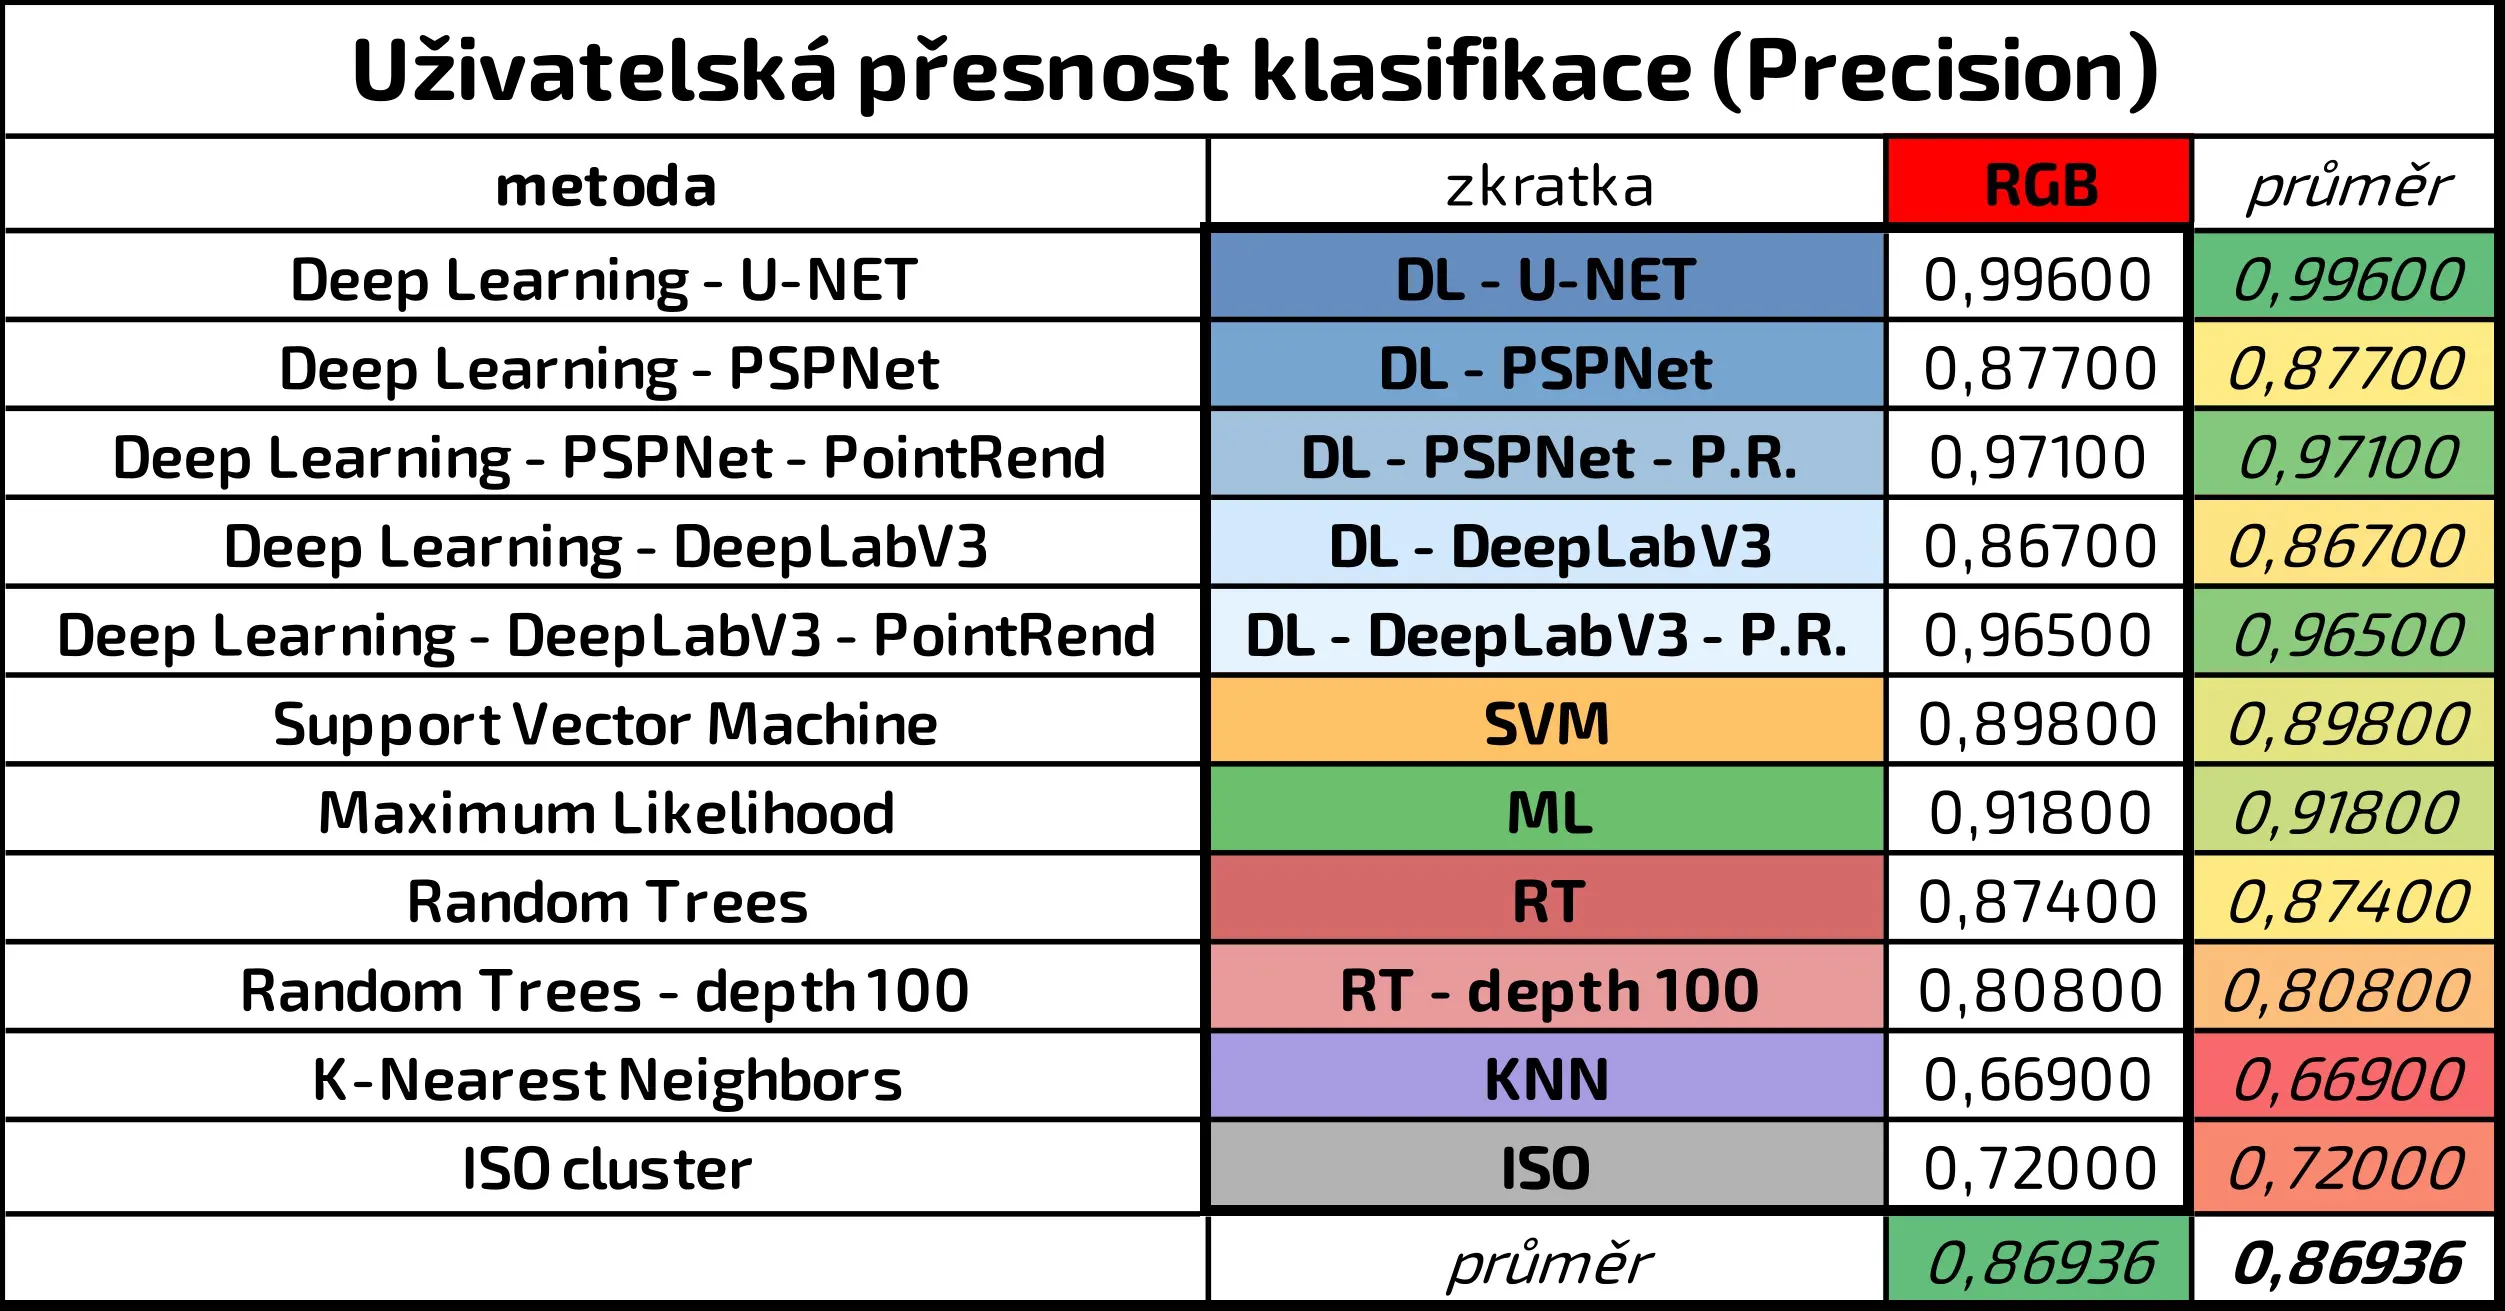 Uživatelská přesnost klasifikace (Precision)
metoda zkratka RGB průměr
Deep Learning - U-NET DL - U-NET 0,99600 0,99600
Deep Learning - PSPNet DL - PSPNet 0,87700 0,87700
Deep Learning - PSPNet - PointRend DL - PSPNet - P.R. 0,97100 0,97100
Deep Learning - DeepLabV3 DL - DeepLabV3 0,86700 0,86700
Deep Learning - DeepLabV3 - PointRend DL - DeepLabV3 - P.R. 0,96500 0,96500
Support Vector Machine SVM 0,89800 0,89800
Maximum Likelihood ML 0,91800 0,91800
Random Trees RT 0,87400 0,87400
Random Trees - depth 100 RT - depth 100 0,80800 0,80800
K-Nearest Neighbors KNN 0,66900 0,66900
ISO cluster ISO 0,72000 0,72000
průměr 0,86936 0,86936